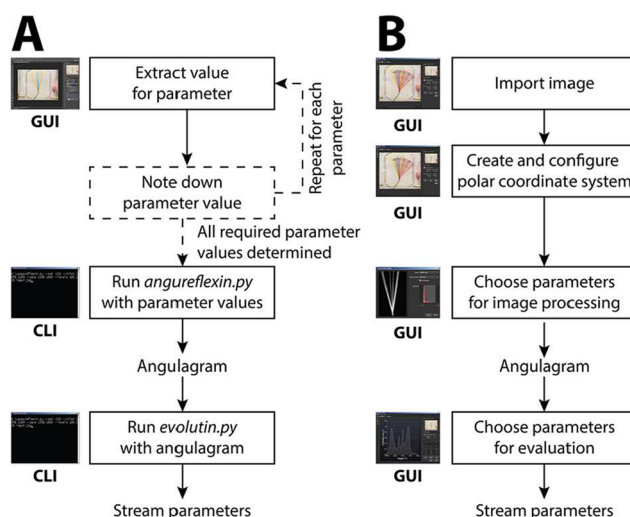 A
Extract value
for parameter
GUI
Repeat for each
parameter
Note down
parameter value
All required parameter
values determined
Run angureflexin.py
with parameter values
CLI
Angulagram
Run evolutin.py
with angulagram
CLI
Stream parameters
B
Import image
GUI
Create and configure
polar coordinate system
GUI
Choose parameters
for image processing
GUI
Angulagram
Choose parameters
for evaluation
GUI
Stream parameters